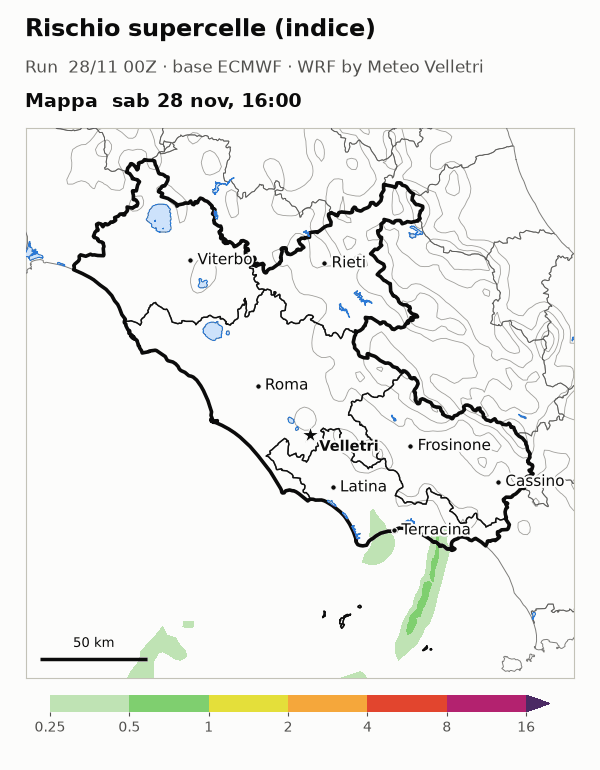 Rischio supercelle (indice)
Run  28/11 00Z · base ECMWF · WRF by Meteo Velletri
Mappa  sab 28 nov, 16:00
Viterbo
Rieti
Roma
Velletri
Frosinone
Latina
Cassino
Terracina
50 km
0.25
0.5
1
2
4
8
16